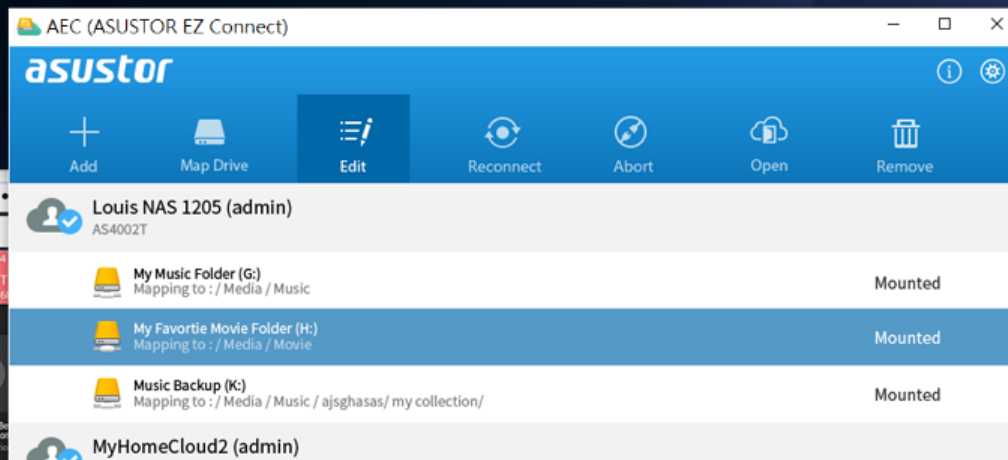 AEC (ASUSTOR EZ Connect)
asustor
Add
Map Drive
Edit
Reconnect
Abort
Open
Remove
Louis NAS 1205 (admin)
AS4002T
My Music Folder (G:)
Mapping to : / Media / Music
Mounted
My Favortie Movie Folder (H:)
Mapping to : / Media / Movie
Mounted
Music Backup (K:)
Mapping to : / Media / Music / ajsghasas/ my collection/
Mounted
MyHomeCloud2 (admin)